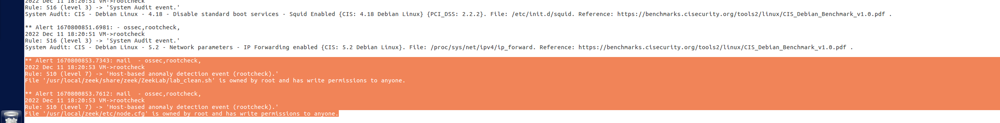 2022 Dec 11 18:20:51 VM->rootcheck
Rule: 516 (level 3) -> 'System Audit event.'
System Audit: CIS - Debian Linux - 4.18 - Disable standard boot services - Squid Enabled {CIS: 4.18 Debian Linux} {PCI_DSS: 2.2.2}. File: /etc/init.d/squid. Reference: https://benchmarks.cisecurity.org/tools2/linux/CIS_Debian_Benchmark_v1.0.pdf .
** Alert 1670800851.6981: - ossec,rootcheck,
2022 Dec 11 18:20:51 VM->rootcheck
Rule: 516 (level 3) -> 'System Audit event.'
System Audit: CIS - Debian Linux - 5.2 - Network parameters - IP Forwarding enabled {CIS: 5.2 Debian Linux}. File: /proc/sys/net/ipv4/ip_forward. Reference: https://benchmarks.cisecurity.org/tools2/linux/CIS_Debian_Benchmark_v1.0.pdf .
** Alert 1670800853.7343: mail  - ossec,rootcheck,
2022 Dec 11 18:20:53 VM->rootcheck
Rule: 510 (level 7) -> 'Host-based anomaly detection event (rootcheck).'
File '/usr/local/zeek/share/zeek/ZeekLab/lab_clean.sh' is owned by root and has write permissions to anyone.
** Alert 1670800853.7612: mail  - ossec,rootcheck,
2022 Dec 11 18:20:53 VM->rootcheck
Rule: 510 (level 7) -> 'Host-based anomaly detection event (rootcheck).'
File '/usr/local/zeek/etc/node.cfg' is owned by root and has write permissions to anyone.